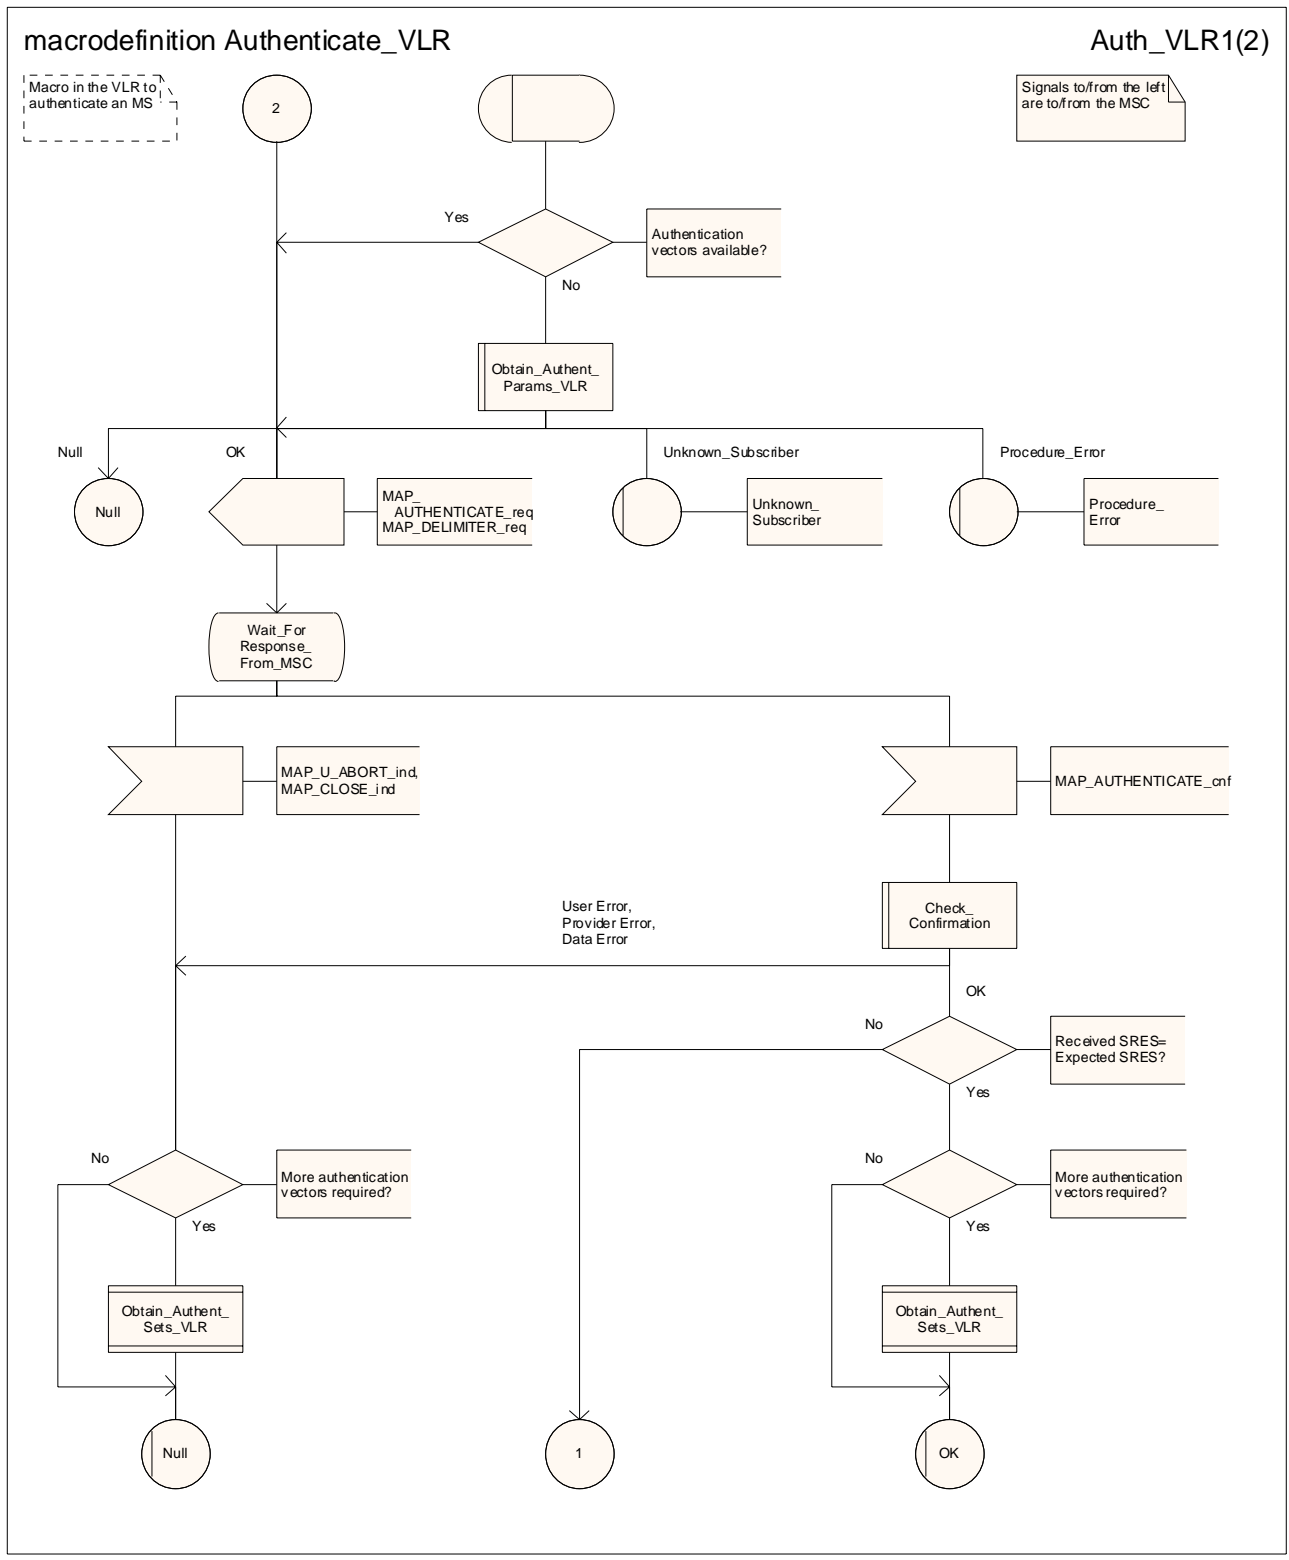 macrodefinition Authenticate_VLR
Auth_VLR1(2)
Macro in the VLR to
authenticate an MS
2
Signals to/from the left
are to/from the MSC
Yes
Authentication
vectors available?
No
Obtain_Authent_
Params_VLR
Null
OK
Unknown_Subscriber
Procedure_Error
Null
MAP_
AUTHENTICATE_req
MAP_DELIMITER_req
Unknown_
Subscriber
Procedure_
Error
Wait_For
Response_
From_MSC
MAP_U_ABORT_ind,
MAP_CLOSE_ind
MAP_AUTHENTICATE_cnf
User Error,
Provider Error,
Data Error
Check_
Confirmation
OK
No
Received SRES=
Expected SRES?
Yes
No
More authentication
vectors required?
Yes
No
More authentication
vectors required?
Yes
Obtain_Authent_
Sets_VLR
Obtain_Authent_
Sets_VLR
Null
1
OK